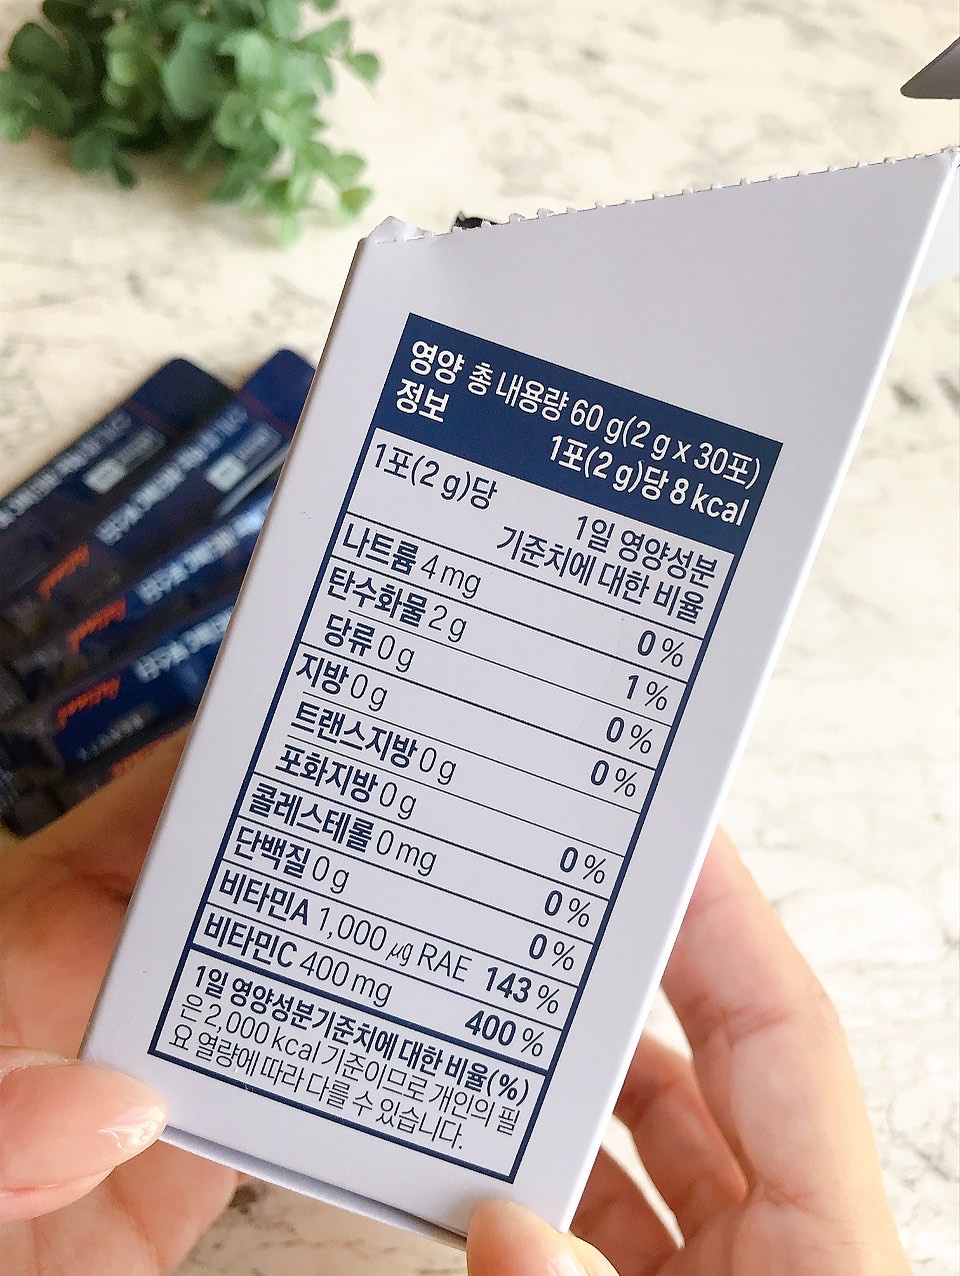 영양정보
총 내용량 60 g(2 g x 30포)
1포(2 g)당 8 kcal
1포(2 g)당
1일 영양성분
기준치에 대한 비율
나트륨 4 mg 0 %
탄수화물 2 g 1 %
당류 0 g 0 %
지방 0 g 0 %
트랜스지방 0 g
포화지방 0 g 0 %
콜레스테롤 0 mg 0 %
단백질 0 g 0 %
비타민A 1,000 ㎍ RAE 143 %
비타민C 400 mg 400 %
1일 영양성분기준치에 대한 비율(%)
은 2,000 kcal 기준이므로 개인의 필
요 열량에 따라 다를 수 있습니다.